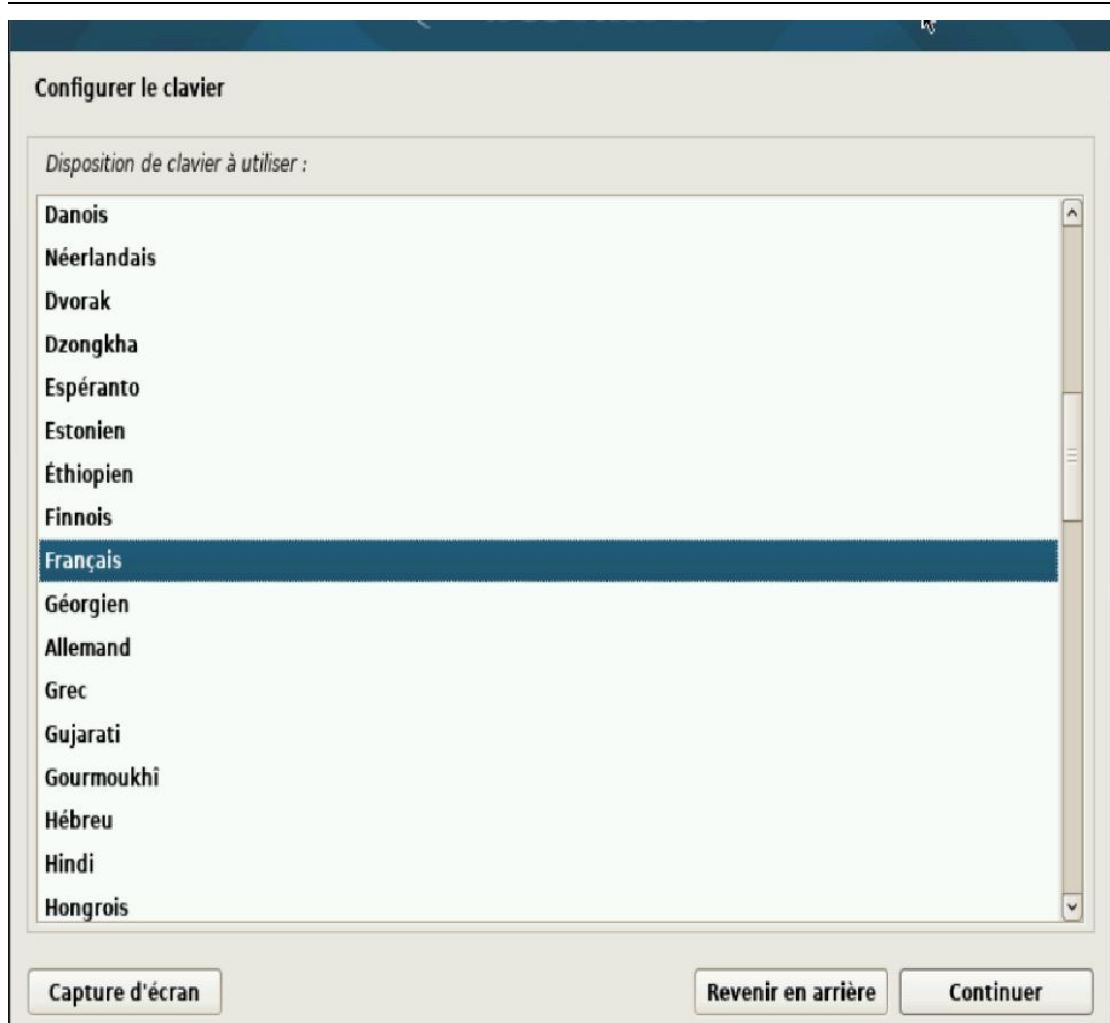 Configurer le clavier
Disposition de clavier à utiliser :
Danois
Néerlandais
Dvorak
Dzongkha
Espéranto
Estonien
Éthiopien
Finnois
Français
Géorgien
Allemand
Grec
Gujarati
Gourmoukhî
Hébreu
Hindi
Hongrois
Capture d'écran
Revenir en arrière
Continuer